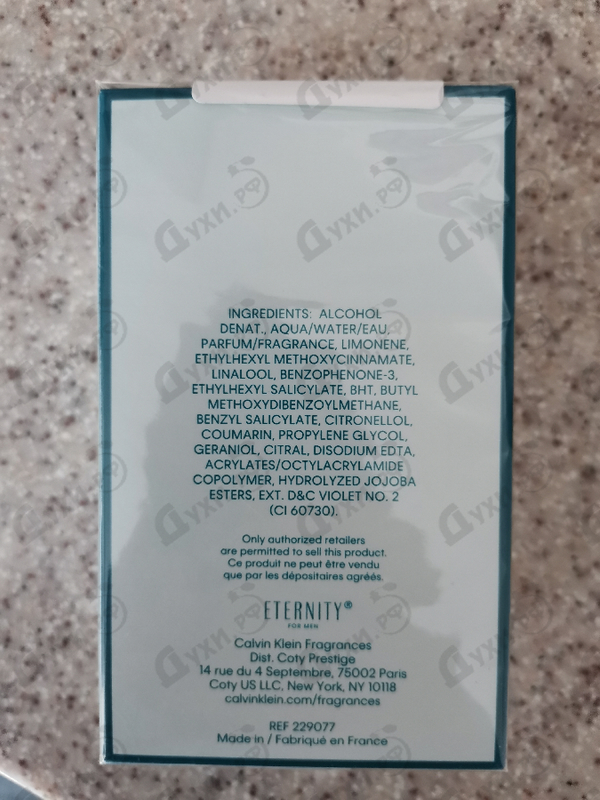 INGREDIENTS: ALCOHOL
DENAT., AQUA/WATER/EAU,
PARFUM/FRAGRANCE, LIMONENE,
ETHYLHEXYL METHOXYCINNAMATE,
LINALOOL, BENZOPHENONE-3,
ETHYLHEXYL SALICYLATE, BHT, BUTYL
METHOXYDIBENZOYLMETHANE,
BENZYL SALICYLATE, CITRONELLOL,
COUMARIN, PROPYLENE GLYCOL,
GERANIOL, CITRAL, DISODIUM EDTA,
ACRYLATES/OCTYLACRYLAMIDE
COPOLYMER, HYDROLYZED JOJOBA
ESTERS, EXT. D&C VIOLET NO. 2
(CI 60730).
Only authorized retailers
are permitted to sell this product.
Ce produit ne peut être vendu
que par les dépositaires agréés.
ETERNITY®
FOR MEN
Calvin Klein Fragrances
Dist. Coty Prestige
14 rue du 4 Septembre, 75002 Paris
Coty US LLC, New York, NY 10118
calvinklein.com/fragrances
REF 229077
Made in / Fabriqué en France
Духи.рф